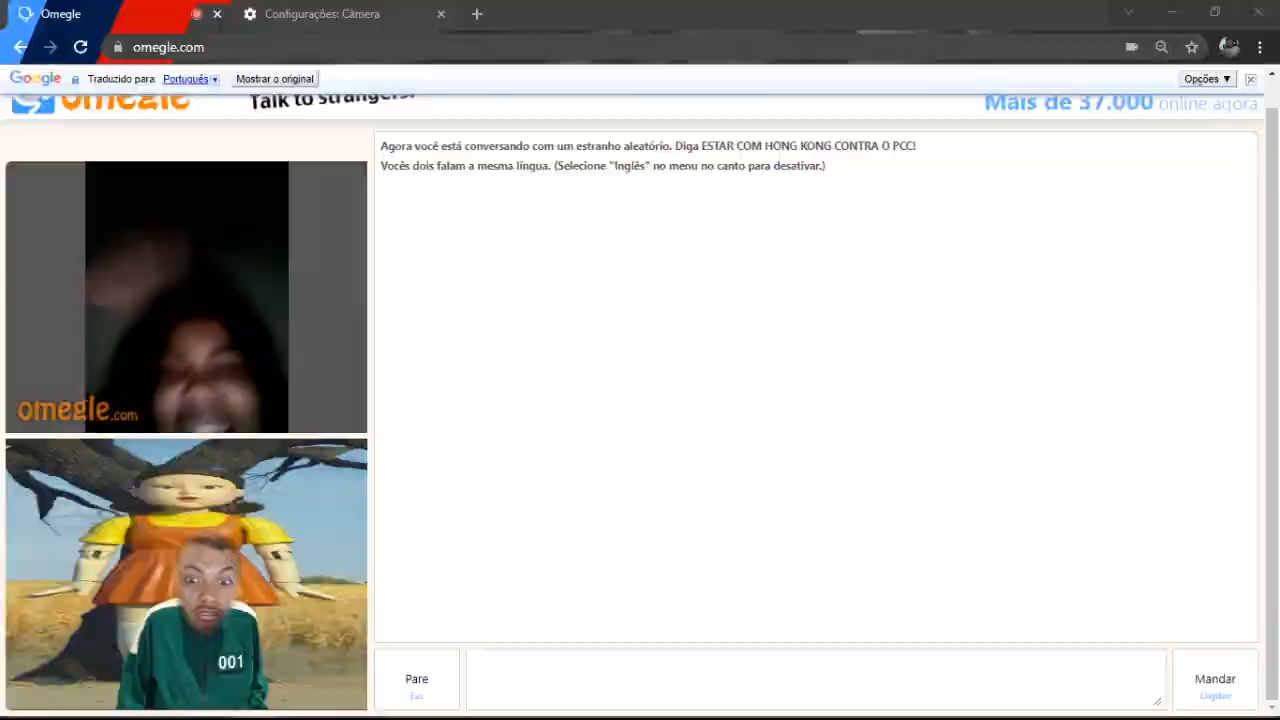 Omegle
Configurações: Câmera
omegle.com
Google Traduzido para: Português Mostrar o original Opções
omegle Talk to strangers! Mais de 37.000 online agora
Agora você está conversando com um estranho aleatório. Diga ESTAR COM HONG KONG CONTRA O PCC!
Vocês dois falam a mesma língua. (Selecione "Inglês" no menu no canto para desativar.)
omegle.com
001
Pare
Esc
Mandar